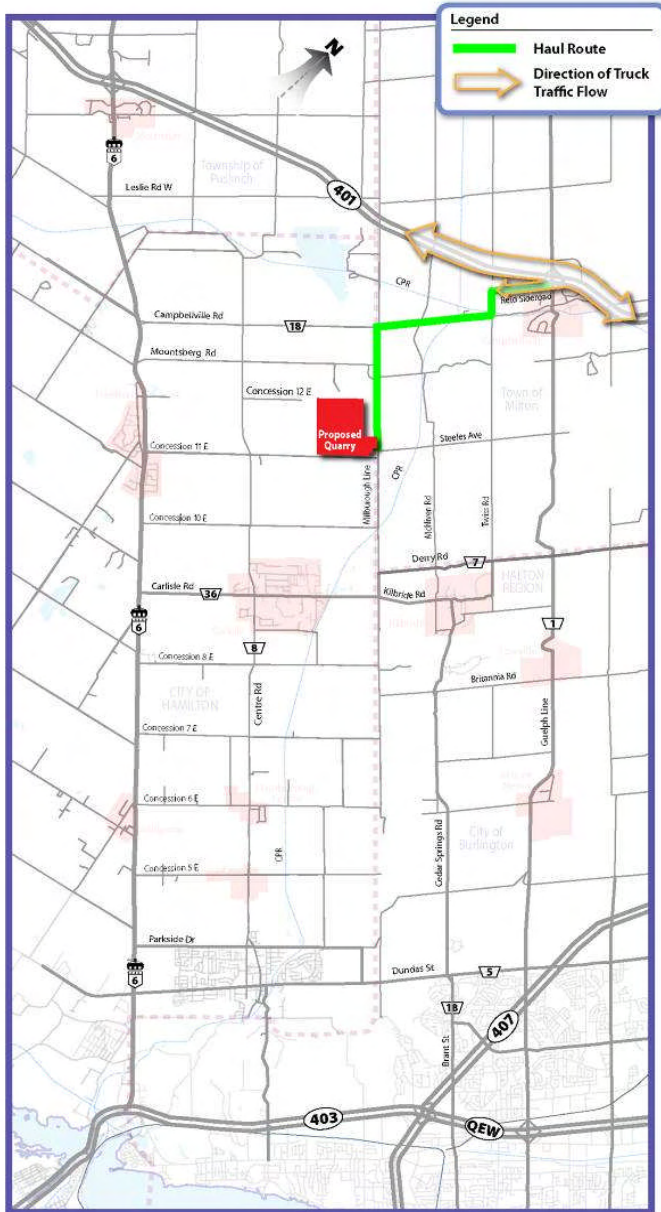 Legend
Haul Route
Direction of Truck
Traffic Flow
N
6
Township of
Puslinch
Leslie Rd W
401
CPR
Reid Sideroad
Campbellville Rd
18
Mountsberg Rd
Concession 12 E
Town of
Milton
Proposed
Quarry
Steeles Ave
Concession 11 E
Milburough Line
CPR
McNiven Rd
Twiss Rd
Concession 10 E
Derry Rd
7
Carlisle Rd
36
Kilbride Rd
HALTON
REGION
6
1
8
Concession 8 E
Centre Rd
Britannia Rd
CITY OF
HAMILTON
Guelph Line
Concession 7 E
Concession 6 E
Cedar Springs Rd
City of
Burlington
CPR
Concession 5 E
Parkside Dr
6
Dundas St
5
18
407
Brant St
403
QEW